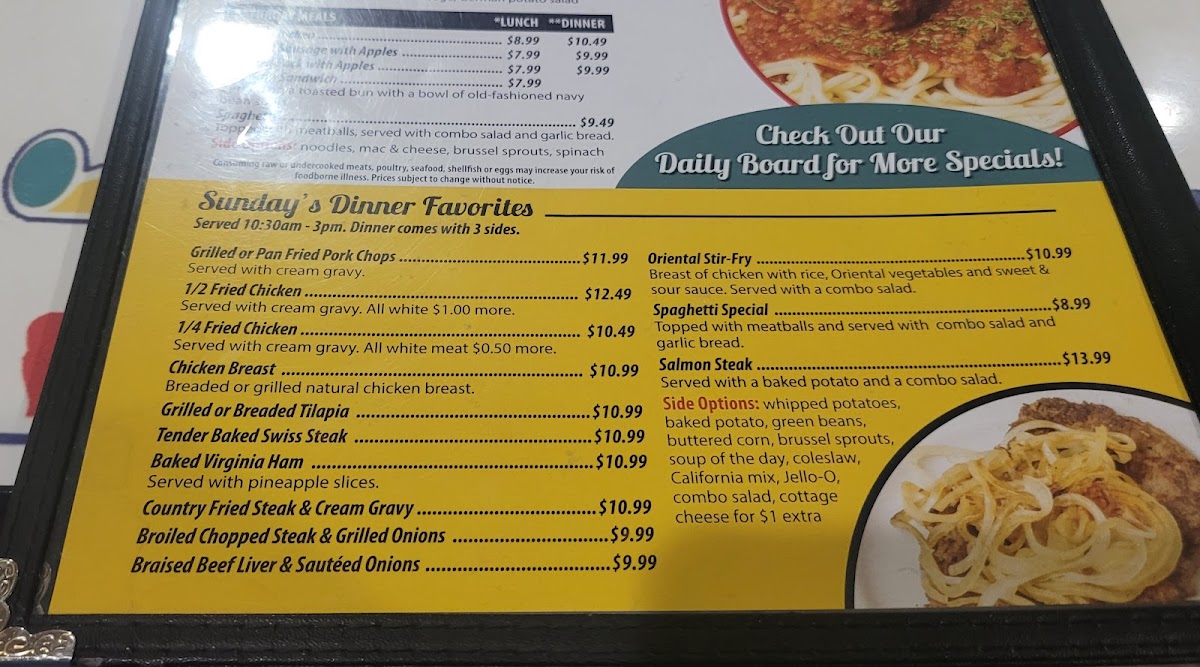 MEALS *LUNCH **DINNER
$8.99 $10.49
Sausage with Apples $7.99 $9.99
with Apples $7.99 $9.99
Sandwich $7.99
a toasted bun with a bowl of old-fashioned navy
$9.49
meatballs, served with combo salad and garlic bread.
noodles, mac & cheese, brussel sprouts, spinach
Consuming raw or undercooked meats, poultry, seafood, shellfish or eggs may increase your risk of
foodborne illness. Prices subject to change without notice.
Check Out Our
Daily Board for More Specials!
Sunday's Dinner Favorites
Served 10:30am - 3pm. Dinner comes with 3 sides.
Grilled or Pan Fried Pork Chops $11.99
Served with cream gravy.
1/2 Fried Chicken $12.49
Served with cream gravy. All white $1.00 more.
1/4 Fried Chicken $10.49
Served with cream gravy. All white meat $0.50 more.
Chicken Breast $10.99
Breaded or grilled natural chicken breast.
Grilled or Breaded Tilapia $10.99
Tender Baked Swiss Steak $10.99
Baked Virginia Ham $10.99
Served with pineapple slices.
Country Fried Steak & Cream Gravy $10.99
Broiled Chopped Steak & Grilled Onions $9.99
Braised Beef Liver & Sautéed Onions $9.99
Oriental Stir-Fry $10.99
Breast of chicken with rice, Oriental vegetables and sweet &
sour sauce. Served with a combo salad.
Spaghetti Special $8.99
Topped with meatballs and served with combo salad and
garlic bread.
Salmon Steak $13.99
Served with a baked potato and a combo salad.
Side Options: whipped potatoes,
baked potato, green beans,
buttered corn, brussel sprouts,
soup of the day, coleslaw,
California mix, Jello-O,
combo salad, cottage
cheese for $1 extra